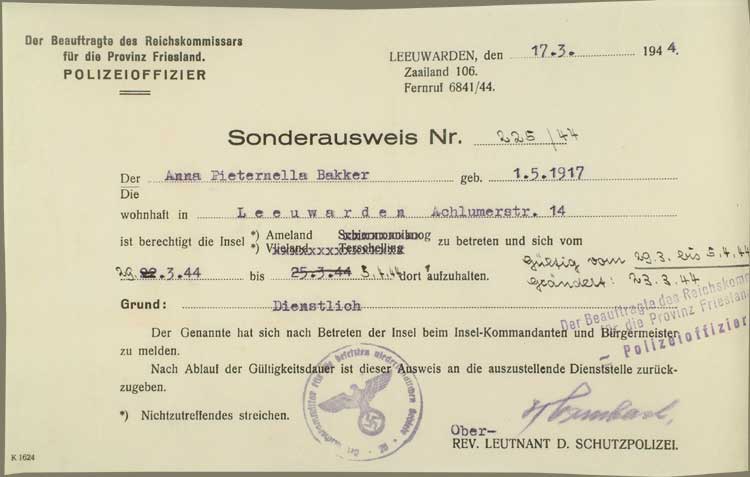 Der Beauftragte des Reichskommissars
für die Provinz Friesland.
POLIZEIOFFIZIER
LEEUWARDEN, den 17.3. 1944.
Zaailand 106.
Fernruf 6841/44.
Sonderausweis Nr. 225/44
Der Anna Pieternella Bakker geb. 1.5.1917
Die
wohnhaft in Leeuwarden Achlumerstr. 14
ist berechtigt die Insel *) Ameland zu betreten und sich vom
*) Vlieland Terschelling
29. 22.3.44 bis 25.3.44 5.4.44 dort aufzuhalten.
Gültig vom 29.3. bis 5.4.44
Geändert: 23.3.44
Grund: Dienstlich
Der Beauftragte des Reichskomm
für die Provinz Friesland
- Polizeioffizier
Der Genannte hat sich nach Betreten der Insel beim Insel-Kommandanten und Bürgermeister
zu melden.
Nach Ablauf der Gültigkeitsdauer ist dieser Ausweis an die auszustellende Dienststelle zurück-
zugeben.
*) Nichtzutreffendes streichen.
Ober-
REV. LEUTNANT D. SCHUTZPOLIZEI.
K 1624